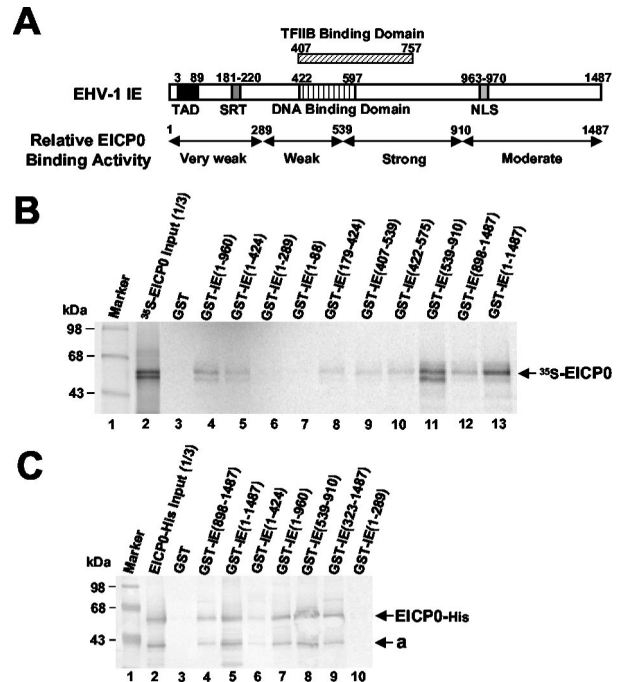 A
TFIIB Binding Domain
407 757
3 89 181-220 422 597 963-970 1487
EHV-1 IE
TAD SRT DNA Binding Domain NLS
Relative EICP0
Binding Activity
1 289 539 910 1487
Very weak Weak Strong Moderate
B
kDa
98
68
43
Marker
³⁵S-EICP0 Input (1/3)
GST
GST-IE(1-960)
GST-IE(1-424)
GST-IE(1-289)
GST-IE(1-88)
GST-IE(179-424)
GST-IE(407-539)
GST-IE(422-575)
GST-IE(539-910)
GST-IE(898-1487)
GST-IE(1-1487)
³⁵S-EICP0
1 2 3 4 5 6 7 8 9 10 11 12 13
C
kDa
98
68
43
Marker
EICP0-His Input (1/3)
GST
GST-IE(898-1487)
GST-IE(1-1487)
GST-IE(1-424)
GST-IE(1-960)
GST-IE(539-910)
GST-IE(323-1487)
GST-IE(1-289)
EICP0-His
a
1 2 3 4 5 6 7 8 9 10